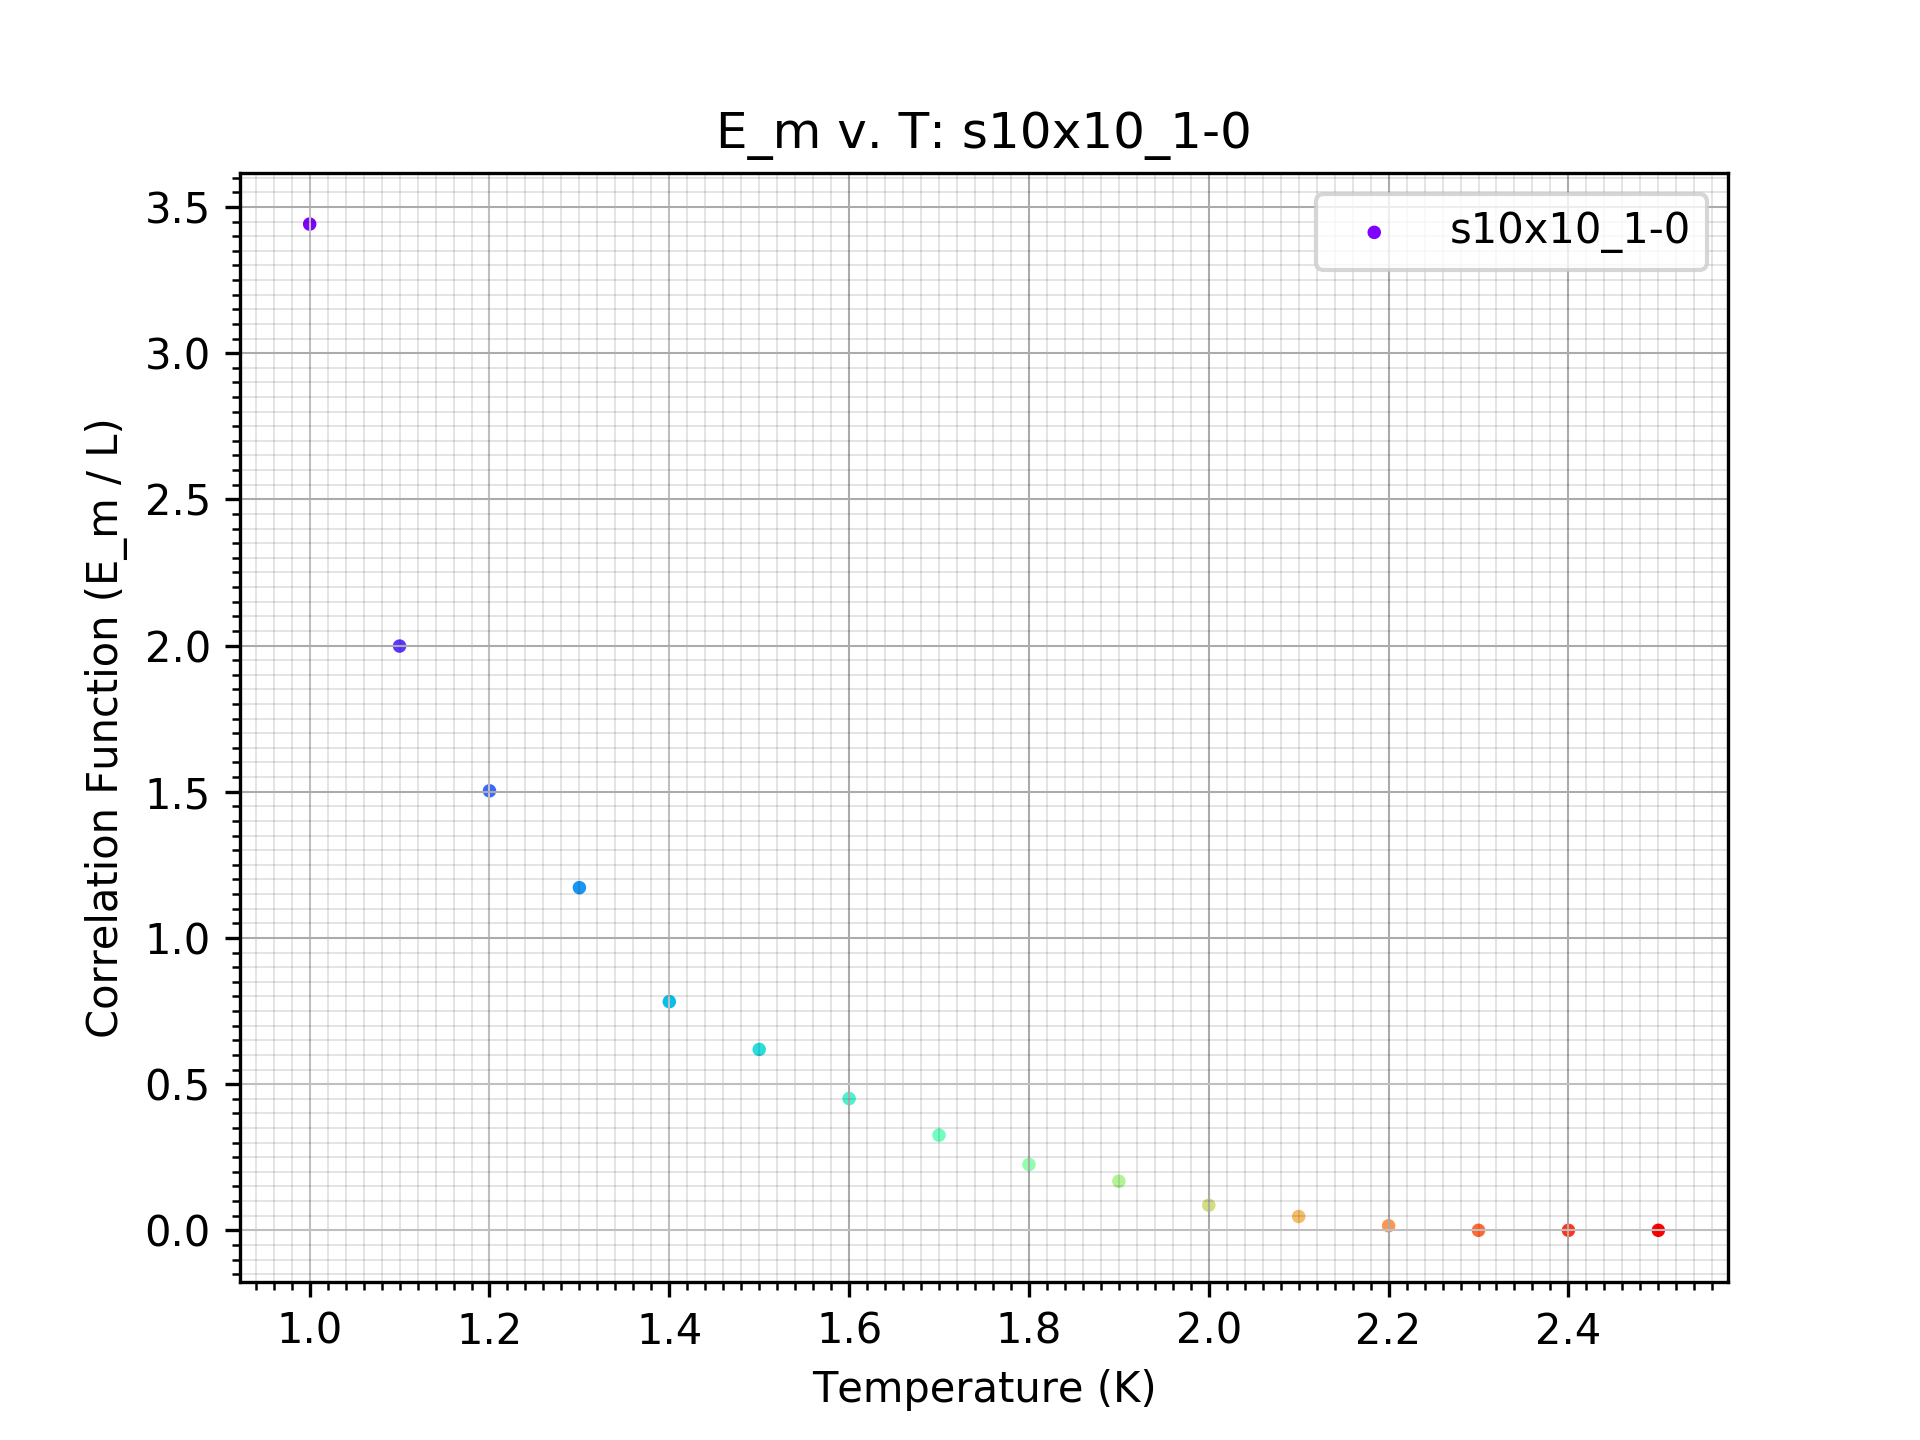 E_m v. T: s10x10_1-0
s10x10_1-0
Correlation Function (E_m / L)
3.5
3.0
2.5
2.0
1.5
1.0
0.5
0.0
1.0 1.2 1.4 1.6 1.8 2.0 2.2 2.4
Temperature (K)